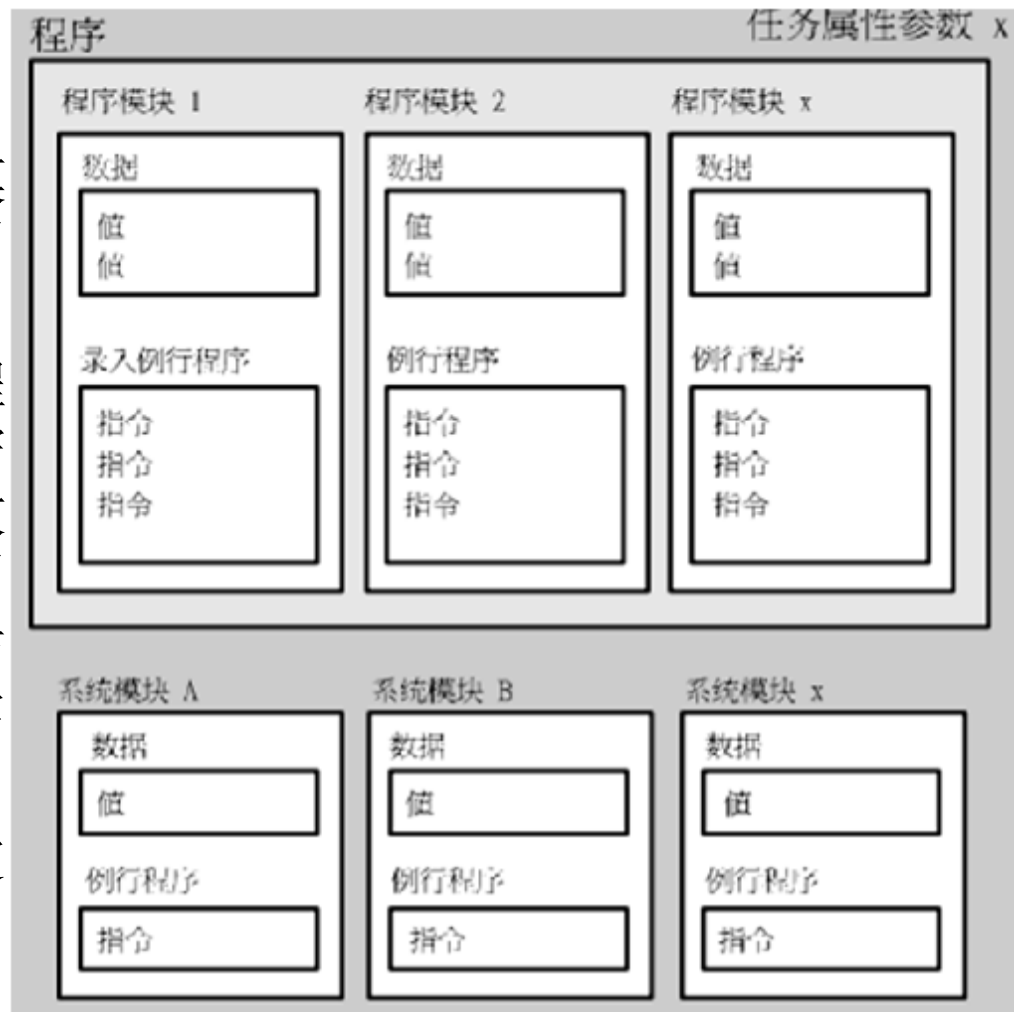 程序
任务属性参数 x
程序模块 1
程序模块 2
程序模块 x
数据
数据
数据
值
值
值
值
值
值
录入例行程序
例行程序
例行程序
指令
指令
指令
指令
指令
指令
指令
指令
指令
系统模块 A
系统模块 B
系统模块 x
数据
数据
数据
值
值
值
例行程序
例行程序
例行程序
指令
指令
指令